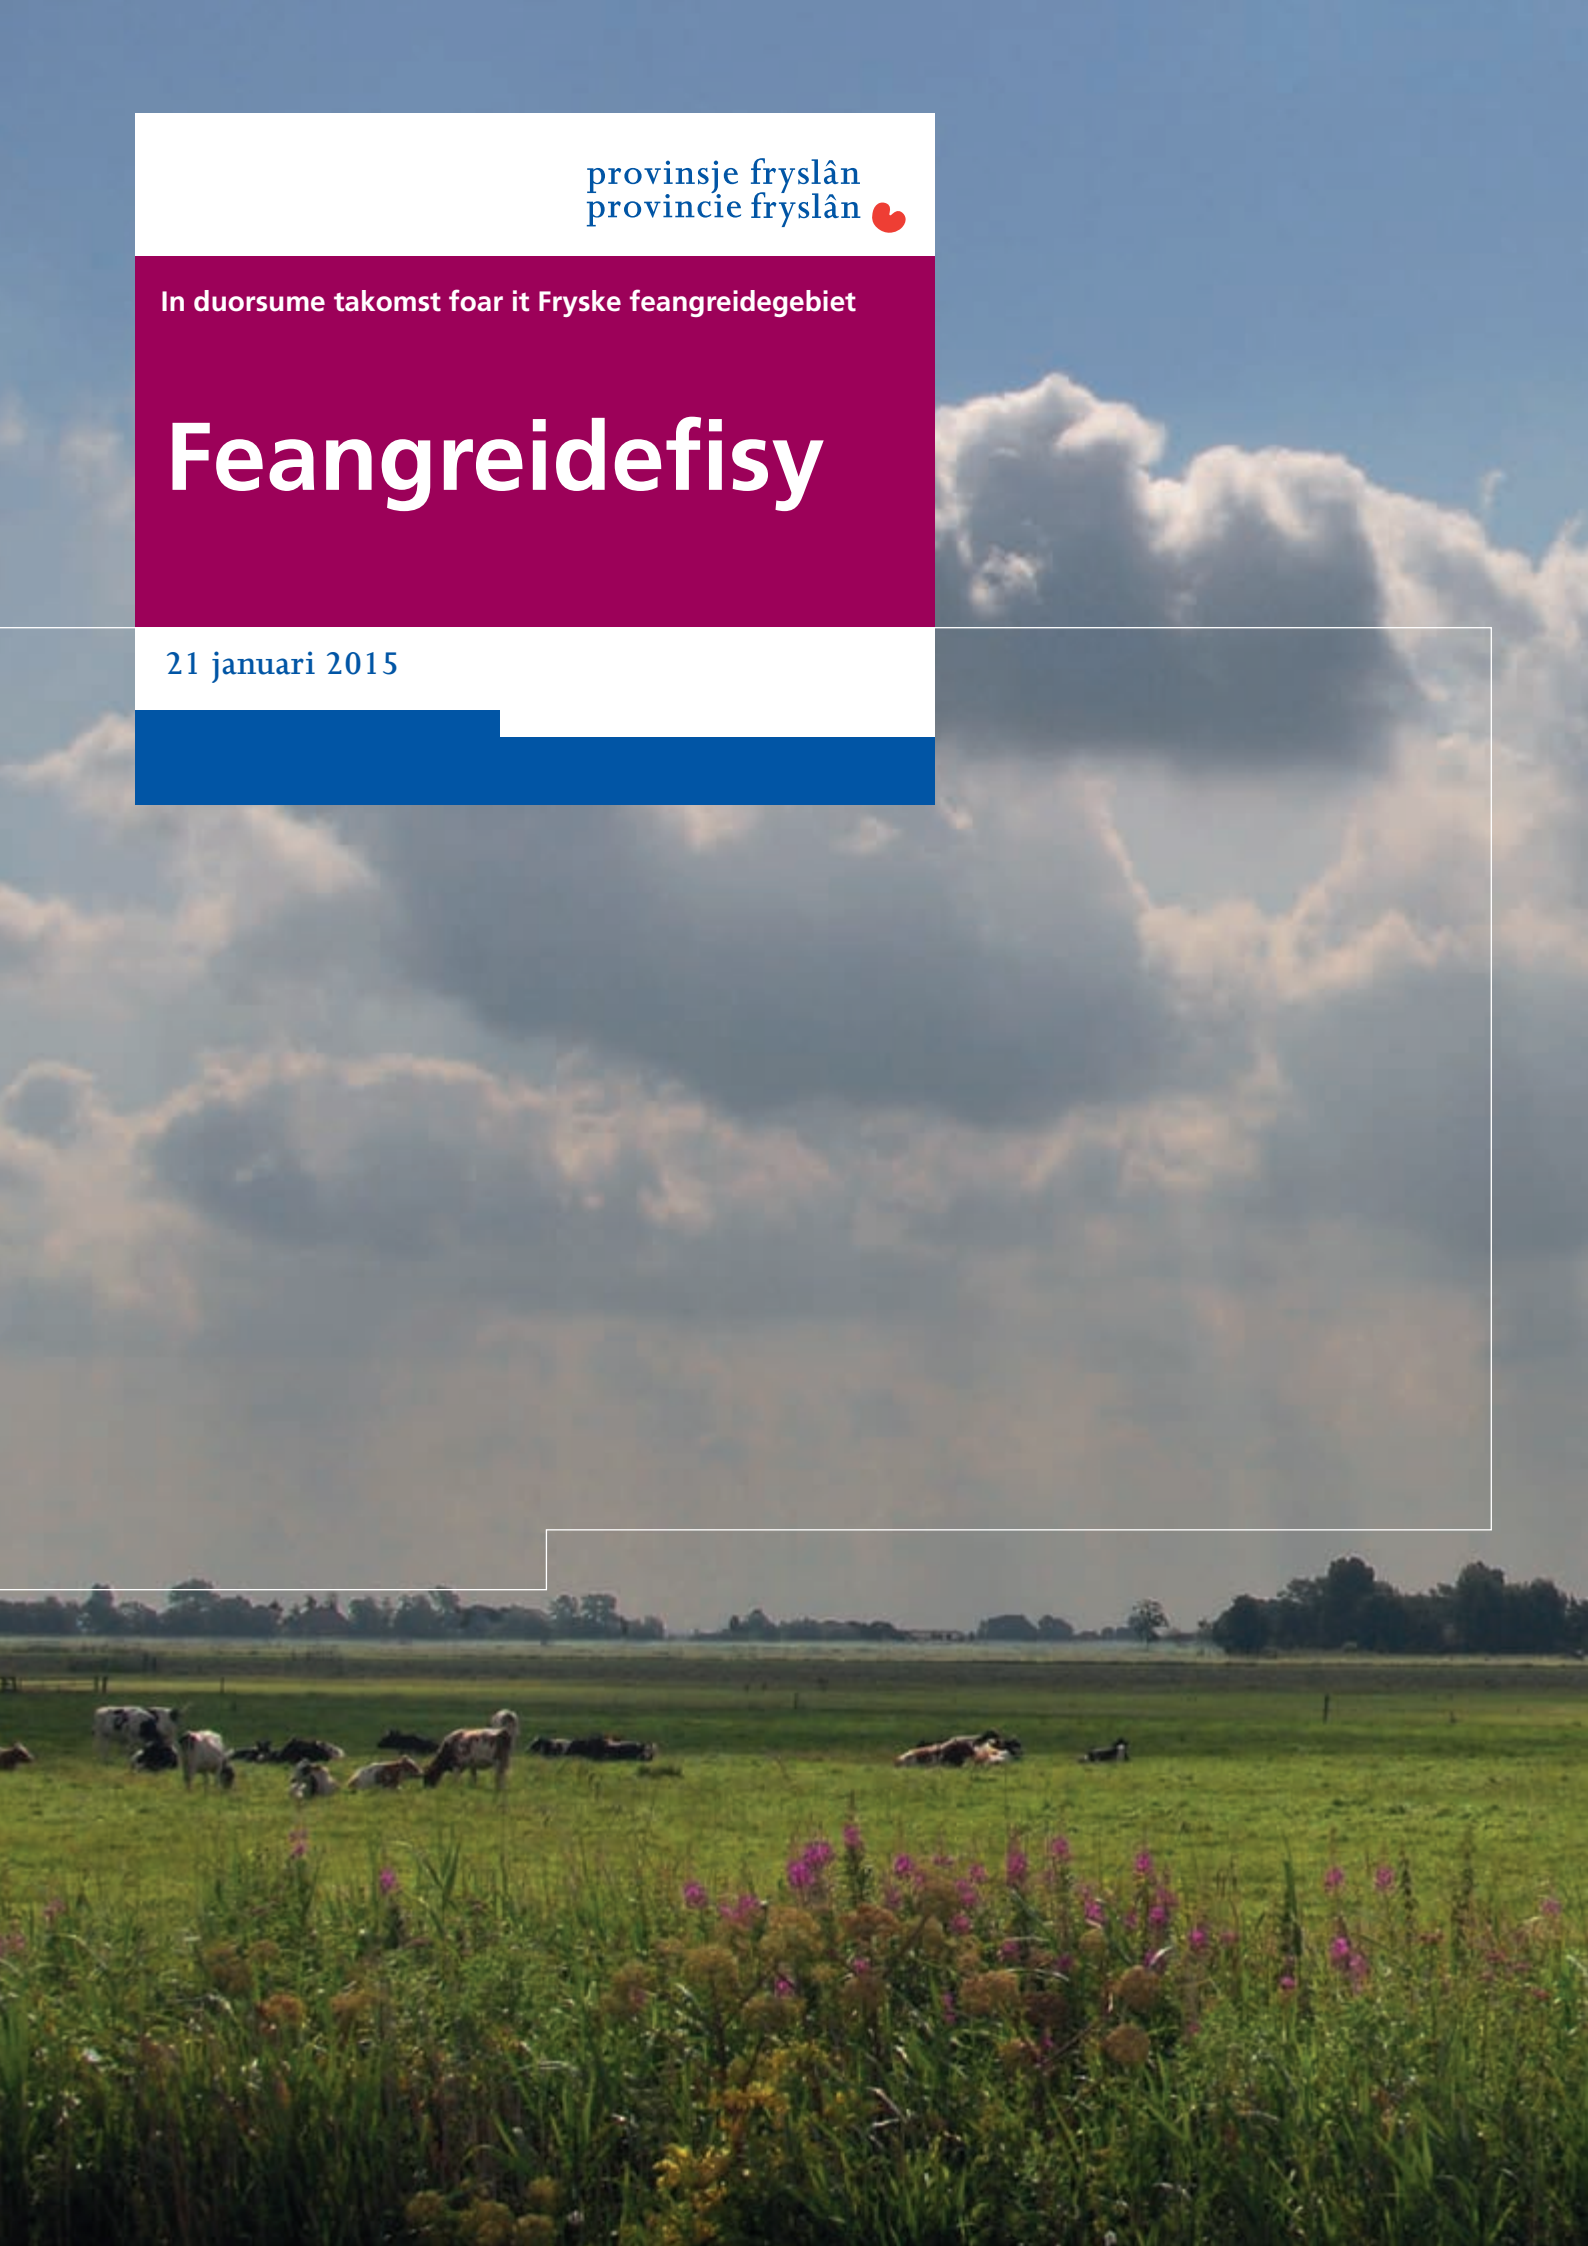 provinsje fryslân
provincie fryslân
In duorsume takomst foar it Fryske feangreidegebiet
Feangreidefisy
21 januari 2015